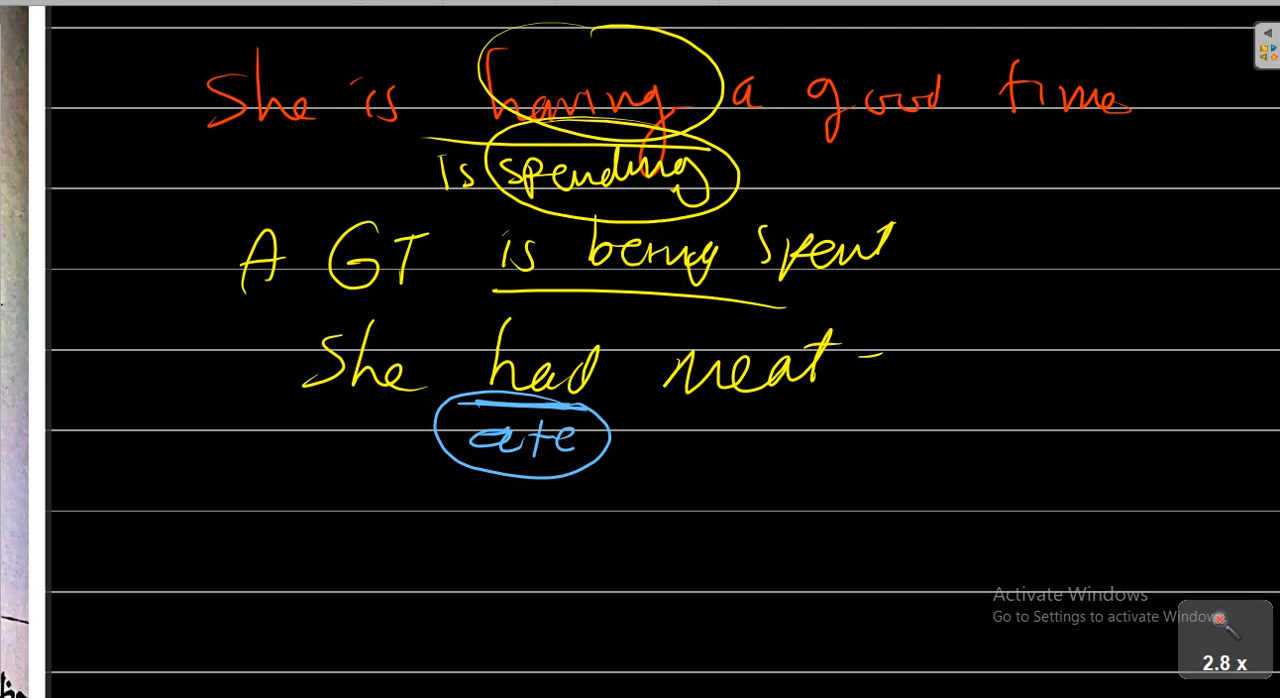 She is having a good time
is spending
A GT is being spent
She had meat -
ate
Activate Windows
Go to Settings to activate Windows
2.8 x